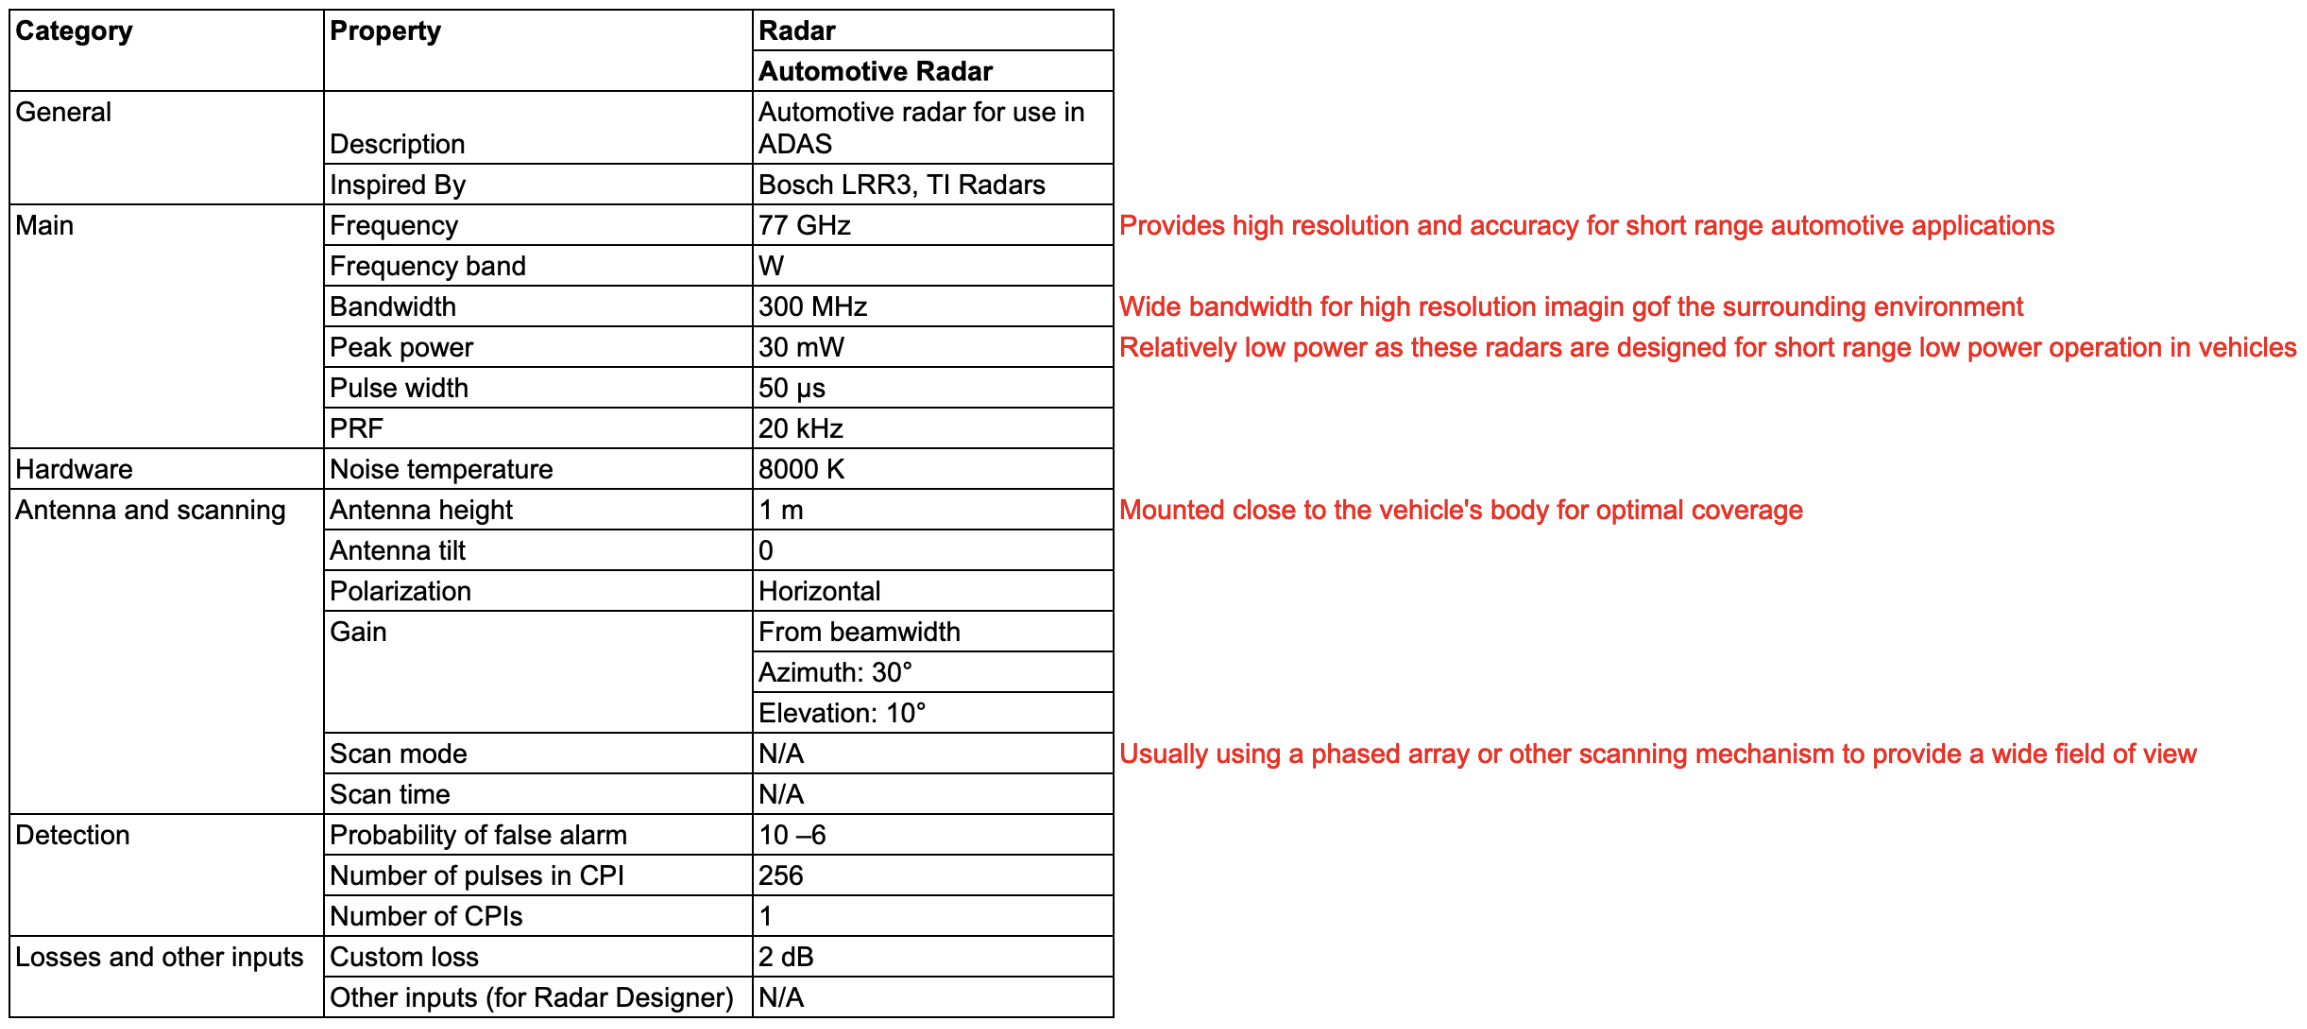 Category Property Radar
Automotive Radar
General Automotive radar for use in
Description ADAS
Inspired By Bosch LRR3, TI Radars
Main Frequency 77 GHz Provides high resolution and accuracy for short range automotive applications
Frequency band W
Bandwidth 300 MHz Wide bandwidth for high resolution imagin gof the surrounding environment
Peak power 30 mW Relatively low power as these radars are designed for short range low power operation in vehicles
Pulse width 50 μs
PRF 20 kHz
Hardware Noise temperature 8000 K
Antenna and scanning Antenna height 1 m Mounted close to the vehicle's body for optimal coverage
Antenna tilt 0
Polarization Horizontal
Gain From beamwidth
Azimuth: 30°
Elevation: 10°
Scan mode N/A Usually using a phased array or other scanning mechanism to provide a wide field of view
Scan time N/A
Detection Probability of false alarm 10 –6
Number of pulses in CPI 256
Number of CPIs 1
Losses and other inputs Custom loss 2 dB
Other inputs (for Radar Designer) N/A